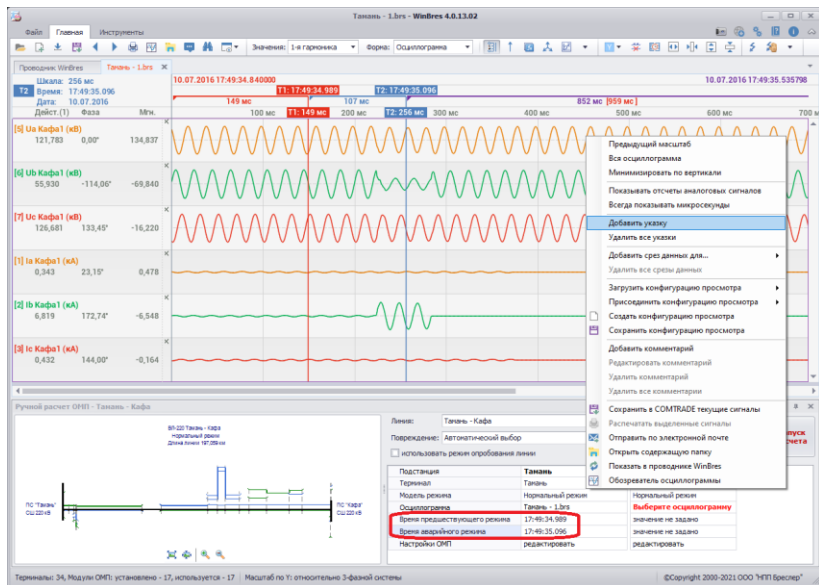 Тамань - 1.brs - WinBres 4.0.13.02
Файл Главная Инструменты
Значения: 1-я гармоника Форма: Осциллограмма
Проводник WinBres Тамань - 1.brs
Шкала: 256 мс
T2 Время: 17:49:35.096
Дата: 10.07.2016
Дейст.(1) Фаза Мгн.
10.07.2016 17:49:34.840000 10.07.2016 17:49:35.535798
T1: 17:49:34.989 T2: 17:49:35.096
149 мс 107 мс 852 мс [959 мс]
100 мс T1: 149 мс 200 мс T2: 256 мс 300 мс 400 мс 500 мс 600 мс 700 м
[5] Ua Кафа1 (кВ)
121,783 0,00° 134,837
[6] Ub Кафа1 (кВ)
55,930 -114,06° -69,840
[7] Uc Кафа1 (кВ)
126,681 133,45° -16,220
[1] Ia Кафа1 (кА)
0,343 23,15° 0,478
[2] Ib Кафа1 (кА)
6,819 172,74° -6,548
[3] Ic Кафа1 (кА)
0,432 144,00° -0,164
Предыдущий масштаб
Вся осциллограмма
Минимизировать по вертикали
Показывать отсчеты аналоговых сигналов
Всегда показывать микросекунды
Добавить указку
Удалить все указки
Добавить срез данных для...
Удалить все срезы данных
Загрузить конфигурацию просмотра
Присоединить конфигурацию просмотра
Создать конфигурацию просмотра
Сохранить конфигурацию просмотра
Добавить комментарий
Редактировать комментарий
Удалить комментарий
Удалить все комментарии
Сохранить в COMTRADE текущие сигналы
Распечатать выделенные сигналы
Отправить по электронной почте
Открыть содержащую папку
Показать в проводнике WinBres
Обозреватель осциллограммы
Ручной расчет ОМП - Тамань - Кафа
ВЛ-220 Тамань - Кафа
Нормальный режим
ПС "Тамань"
СШ 220 кВ
ПС "Кафа"
СШ 220 кВ
Линия: Тамань - Кафа
Повреждение: Автоматический выбор
использовать режим опробования линии
пуск
счета
Подстанция Тамань
Терминал Тамань
Модель режима Нормальный режим Нормальный режим
Осциллограмма Тамань - 1.brs Выберите осциллограмму
Время предшествующего режима 17:49:34.989 значение не задано
Время аварийного режима 17:49:35.096 значение не задано
Настройки ОМП редактировать редактировать
Терминалы: 34, Модули ОМП: установлено - 17, используется - 17 Масштаб по Y: относительно 3-фазной системы ©Copyright 2000-2021 ООО "НПП Бреслер"